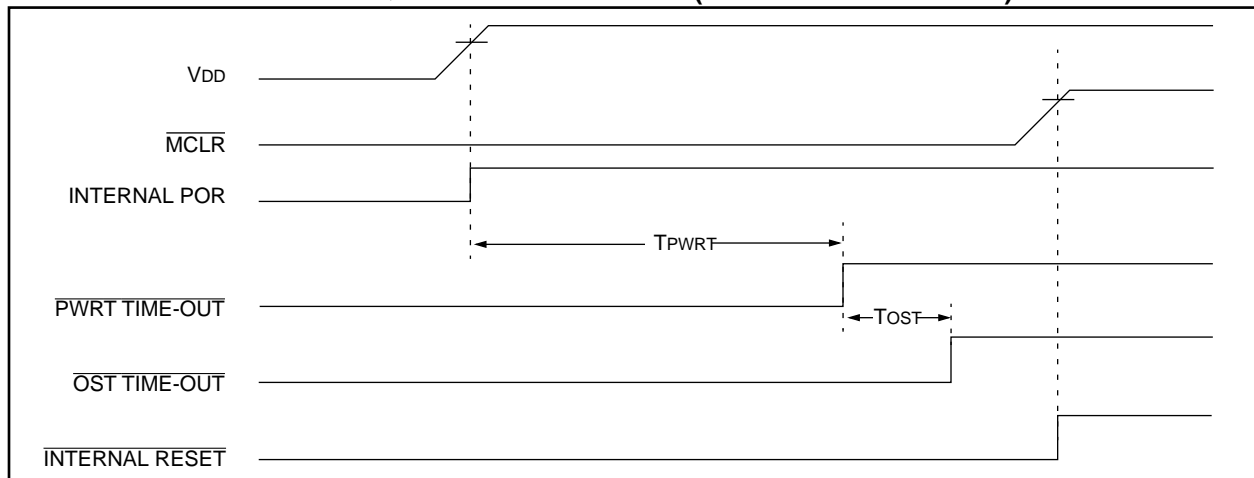 VDD
MCLR
INTERNAL POR
TPWRT
PWRT TIME-OUT
TOST
OST TIME-OUT
INTERNAL RESET